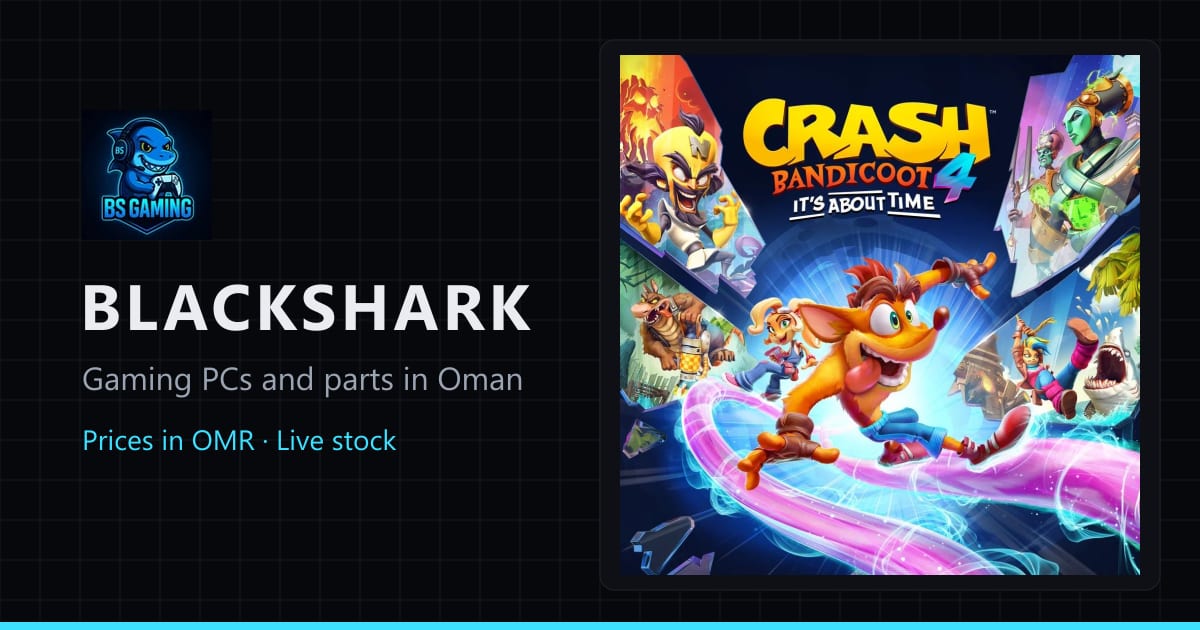 BS
BS GAMING
BLACKSHARK
Gaming PCs and parts in Oman
Prices in OMR · Live stock
N
CRASH™
BANDICOOT 4
IT'S ABOUT TIME